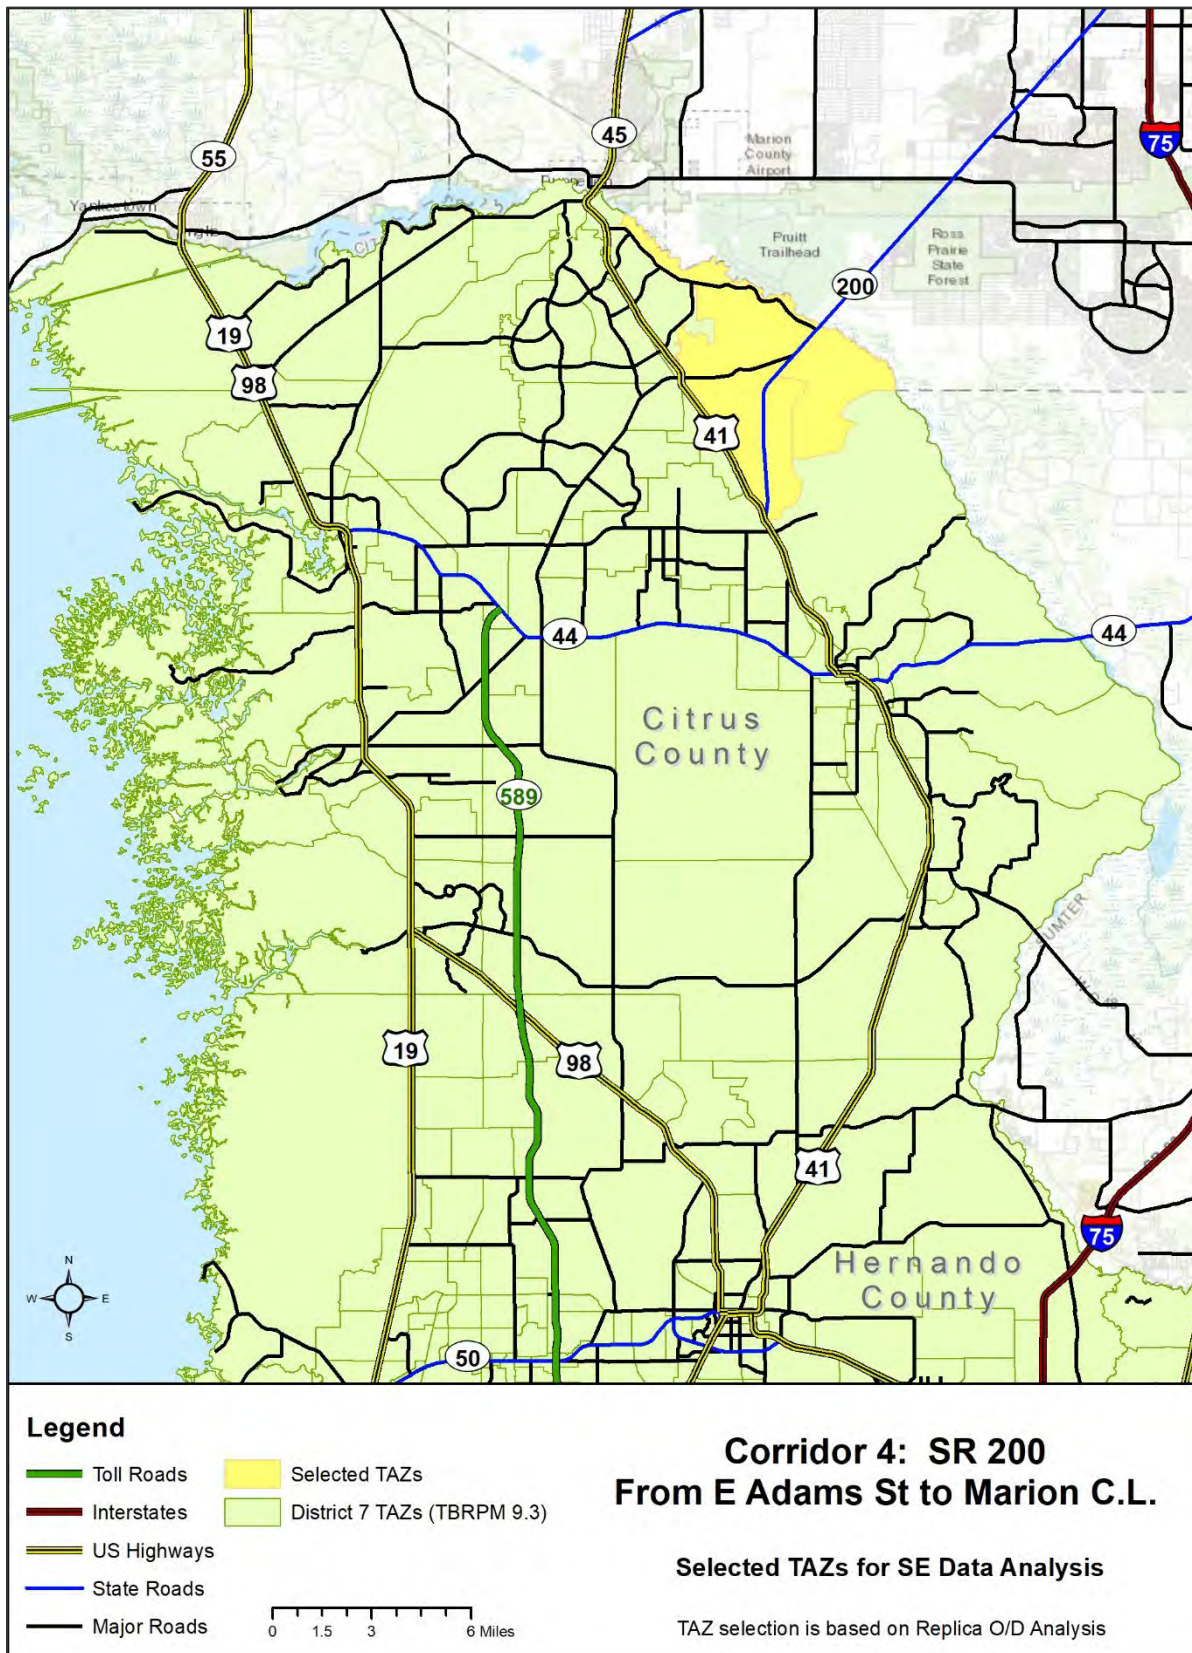 45
Marion
County
Airport
75
55
Yankeetown
CIT
Pruitt
Trailhead
Ross
Prairie
State
Forest
200
19
98
41
44
44
Citrus
County
589
19
98
41
75
Hernando
County
N
W
E
S
50
Legend
Toll Roads
Interstates
US Highways
State Roads
Major Roads
Selected TAZs
District 7 TAZs (TBRPM 9.3)
0 1.5 3 6 Miles
Corridor 4: SR 200
From E Adams St to Marion C.L.
Selected TAZs for SE Data Analysis
TAZ selection is based on Replica O/D Analysis